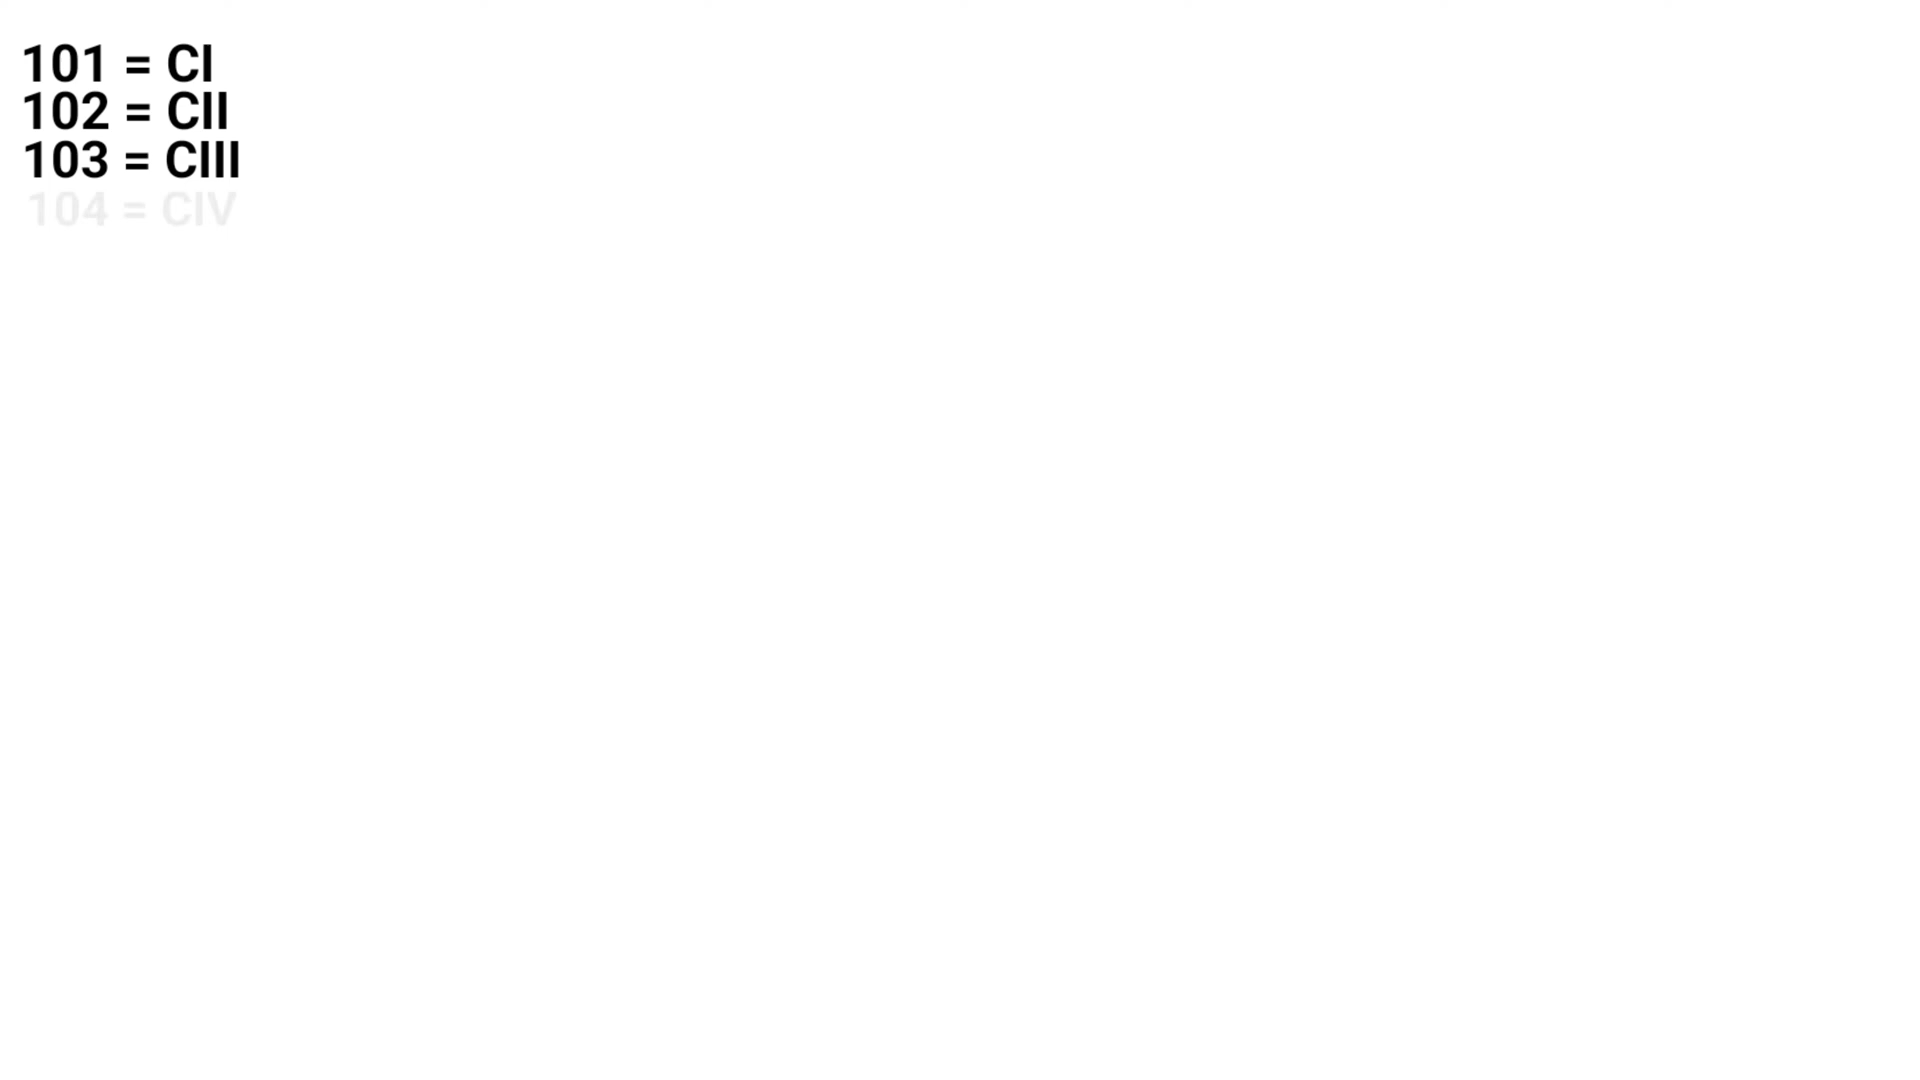 101 = CI
102 = CII
103 = CIII
104 = CIV